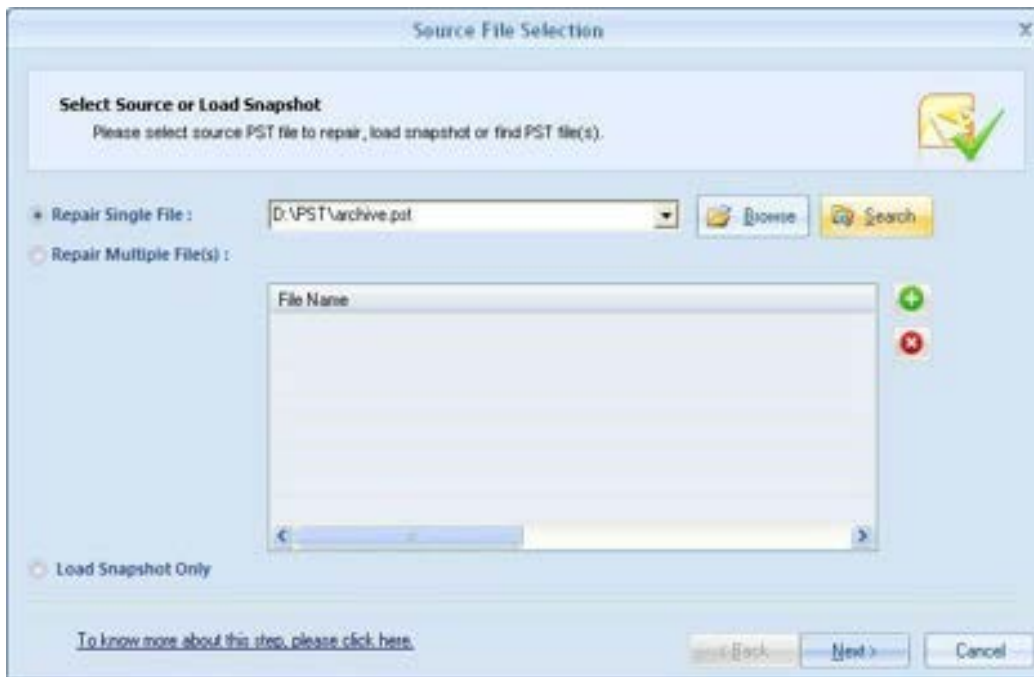 Source File Selection
Select Source or Load Snapshot
Please select source PST file to repair, load snapshot or find PST file(s).
Repair Single File :
D:\PST\archive.pst
Browse
Search
Repair Multiple File(s) :
File Name
Load Snapshot Only
To know more about this step, please click here.
< Back
Next >
Cancel